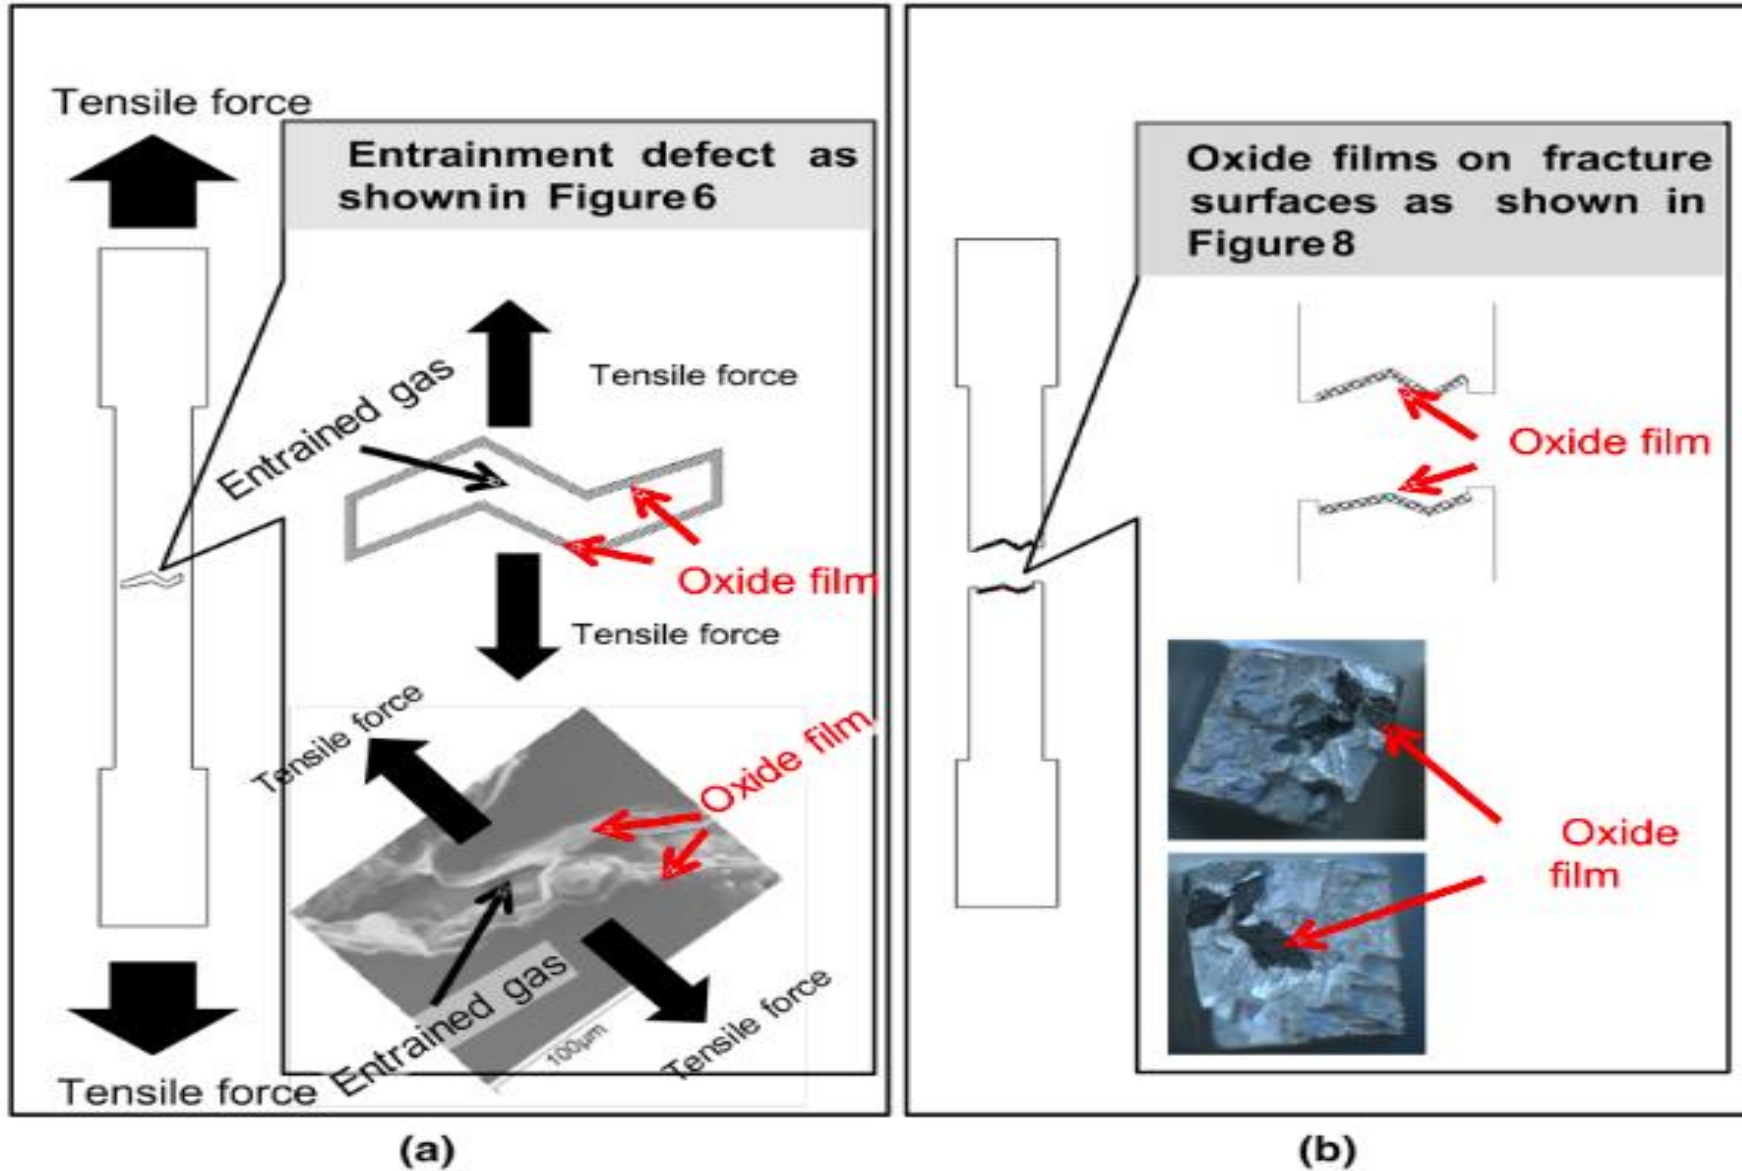 Tensile force
Entrainment defect as
shown in Figure 6
Entrained gas
Tensile force
Oxide film
Tensile force
Tensile force
Oxide film
Entrained gas
100µm
Tensile force
Tensile force
(a)
Oxide films on fracture
surfaces as shown in
Figure 8
Oxide film
Oxide
film
(b)